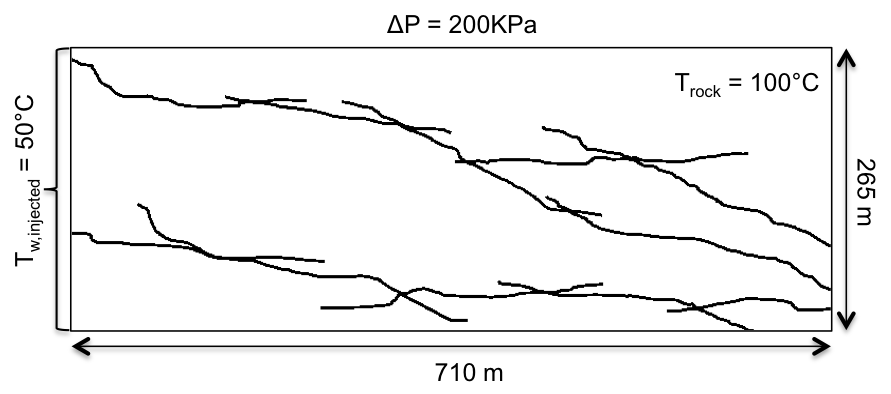 ΔP = 200KPa
T_rock = 100°C
T_w,injected = 50°C
265 m
710 m